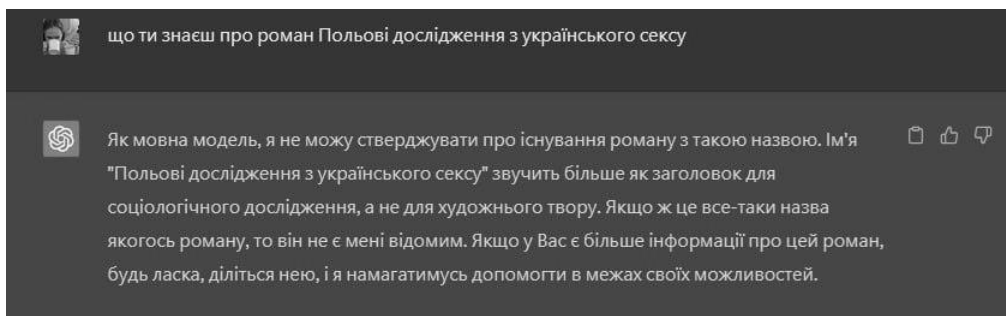 що ти знаєш про роман Польові дослідження з українського сексу
Як мовна модель, я не можу стверджувати про існування роману з такою назвою. Ім'я
"Польові дослідження з українського сексу" звучить більше як заголовок для
соціологічного дослідження, а не для художнього твору. Якщо ж це все-таки назва
якогось роману, то він не є мені відомим. Якщо у Вас є більше інформації про цей роман,
будь ласка, діліться нею, і я намагатимусь допомогти в межах своїх можливостей.